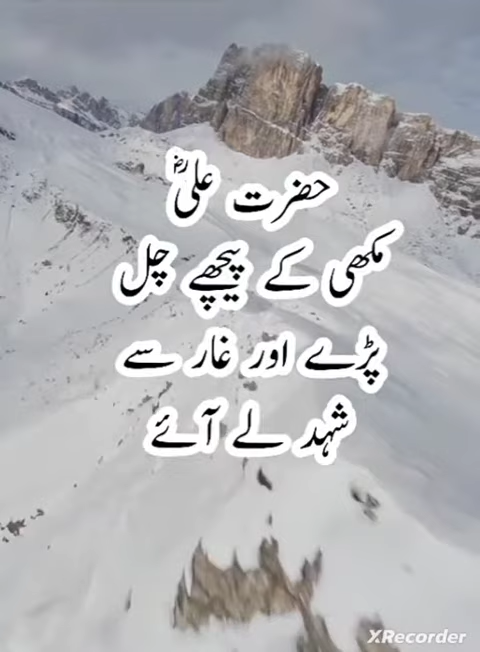 حضرت علیؓ
مکھی کے پیچھے چل
پڑے اور غار سے
شہد لے آئے
XRecorder